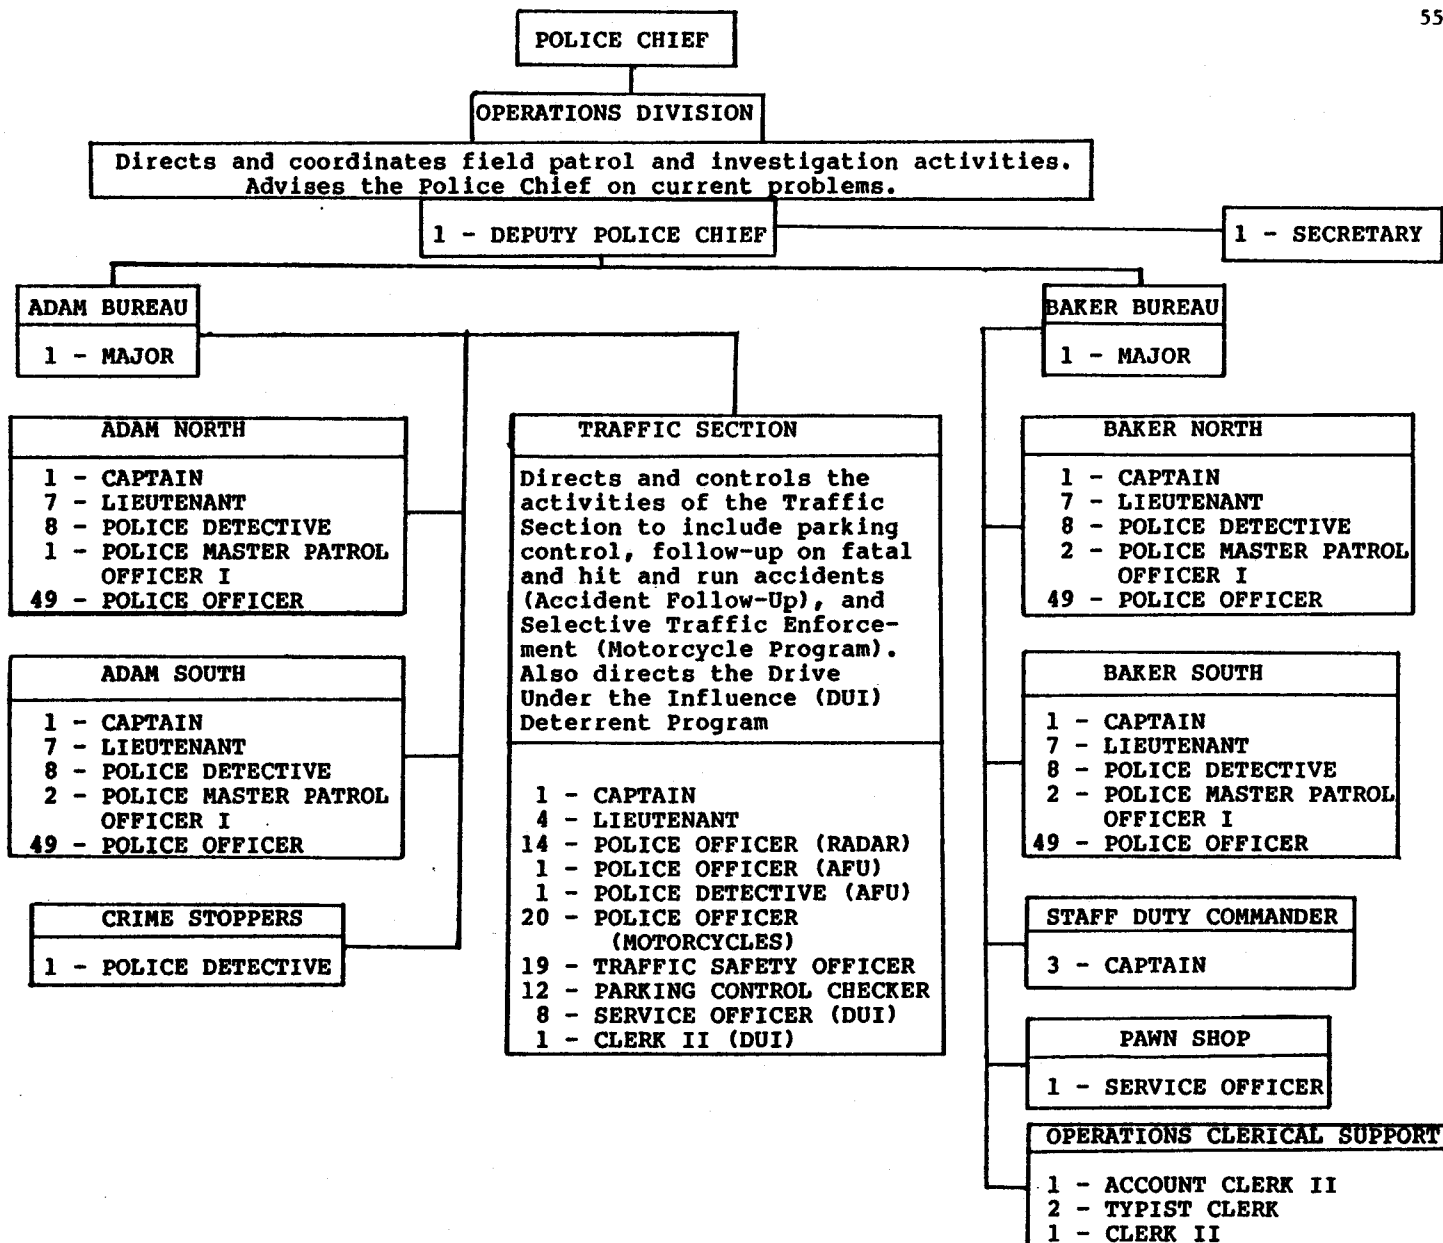 55
POLICE CHIEF
OPERATIONS DIVISION
Directs and coordinates field patrol and investigation activities.
Advises the Police Chief on current problems.
1 - DEPUTY POLICE CHIEF
1 - SECRETARY
ADAM BUREAU
1 - MAJOR
BAKER BUREAU
1 - MAJOR
ADAM NORTH
1 - CAPTAIN
7 - LIEUTENANT
8 - POLICE DETECTIVE
1 - POLICE MASTER PATROL
OFFICER I
49 - POLICE OFFICER
ADAM SOUTH
1 - CAPTAIN
7 - LIEUTENANT
8 - POLICE DETECTIVE
2 - POLICE MASTER PATROL
OFFICER I
49 - POLICE OFFICER
CRIME STOPPERS
1 - POLICE DETECTIVE
TRAFFIC SECTION
Directs and controls the
activities of the Traffic
Section to include parking
control, follow-up on fatal
and hit and run accidents
(Accident Follow-Up), and
Selective Traffic Enforce-
ment (Motorcycle Program).
Also directs the Drive
Under the Influence (DUI)
Deterrent Program
1 - CAPTAIN
4 - LIEUTENANT
14 - POLICE OFFICER (RADAR)
1 - POLICE OFFICER (AFU)
1 - POLICE DETECTIVE (AFU)
20 - POLICE OFFICER
(MOTORCYCLES)
19 - TRAFFIC SAFETY OFFICER
12 - PARKING CONTROL CHECKER
8 - SERVICE OFFICER (DUI)
1 - CLERK II (DUI)
BAKER NORTH
1 - CAPTAIN
7 - LIEUTENANT
8 - POLICE DETECTIVE
2 - POLICE MASTER PATROL
OFFICER I
49 - POLICE OFFICER
BAKER SOUTH
1 - CAPTAIN
7 - LIEUTENANT
8 - POLICE DETECTIVE
2 - POLICE MASTER PATROL
OFFICER I
49 - POLICE OFFICER
STAFF DUTY COMMANDER
3 - CAPTAIN
PAWN SHOP
1 - SERVICE OFFICER
OPERATIONS CLERICAL SUPPORT
1 - ACCOUNT CLERK II
2 - TYPIST CLERK
1 - CLERK II